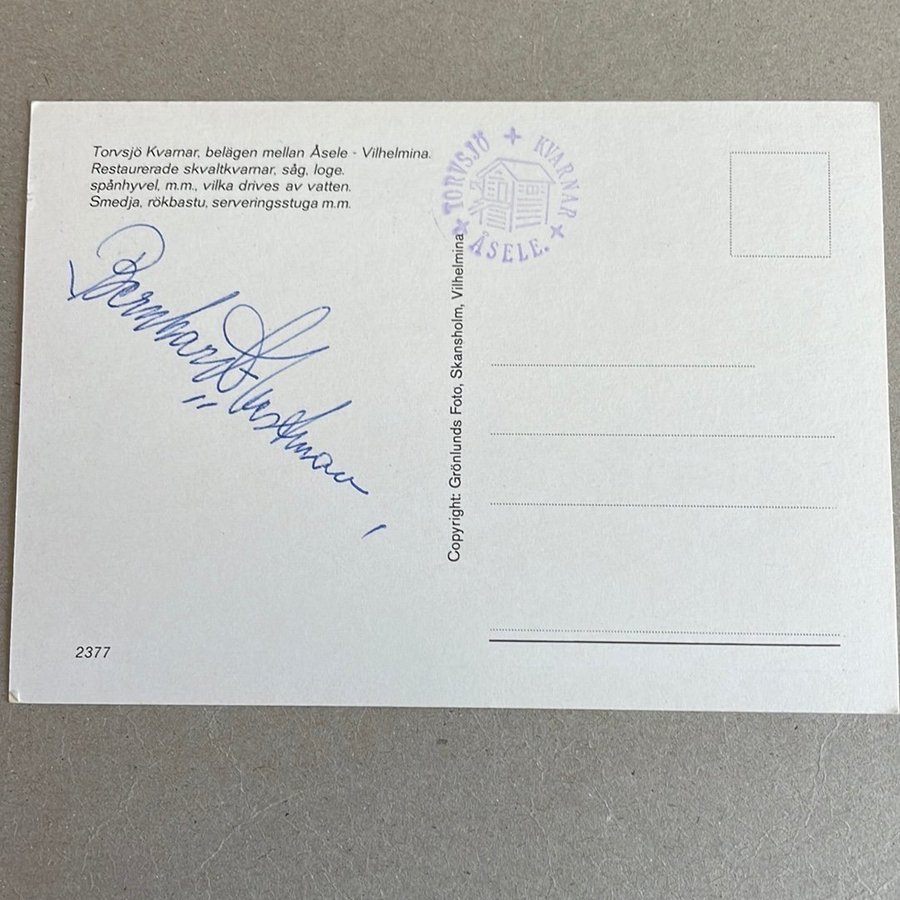 Torvsjö Kvarnar, belägen mellan Åsele - Vilhelmina.
Restaurerade skvaltkvarnar, såg, loge.
spånhyvel, m.m., vilka drives av vatten.
Smedja, rökbastu, serveringsstuga m.m.
Bernhard
2377
Copyright: Grönlunds Foto, Skansholm, Vilhelmina
TORVSJÖ + KVARNAR + ÅSELE. +